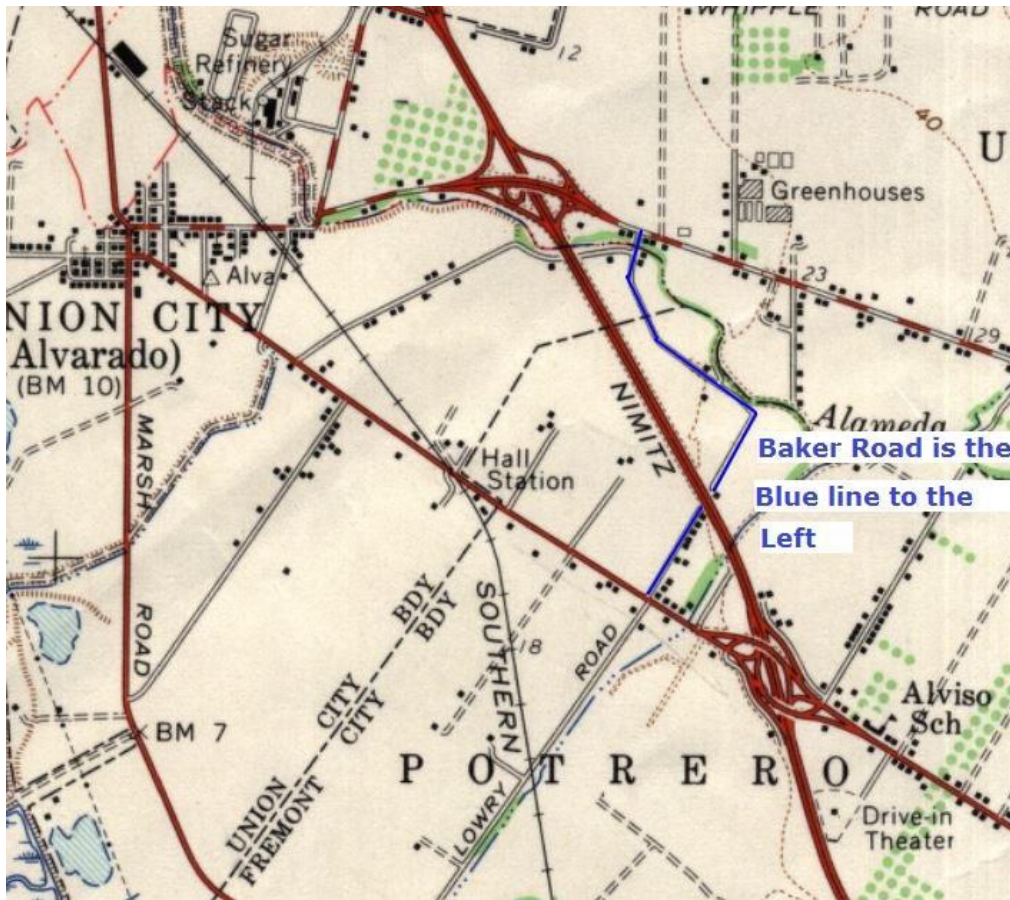 WHIPPLE ROAD
Sugar
Refinery
Stack
12
40
U
Greenhouses
Alva
23
29
NION CITY
Alvarado)
(BM 10)
MARSH
ROAD
NIMITZ
Alameda
Baker Road is the
Blue line to the
Left
Hall
Station
SOUTHERN
18
BDY
BDY
CITY
CITY
UNION
FREMONT
LOWRY ROAD
BM 7
POTRERO
Alviso
Sch
Drive-in
Theater